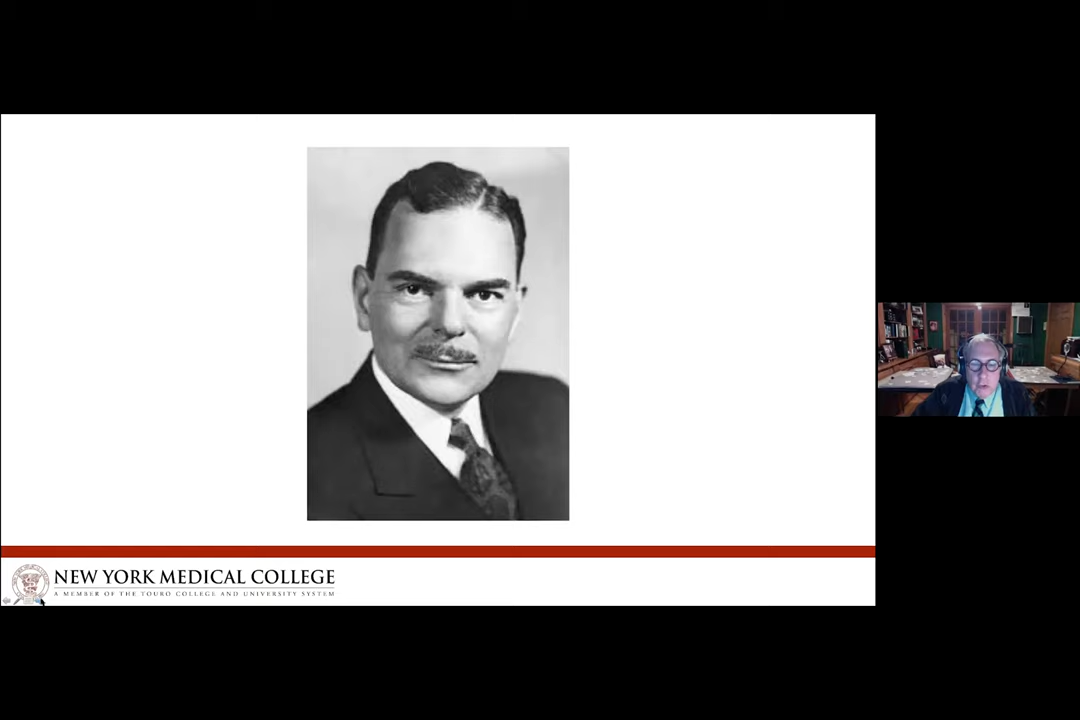 NEW YORK MEDICAL COLLEGE
A MEMBER OF THE TOURO COLLEGE AND UNIVERSITY SYSTEM